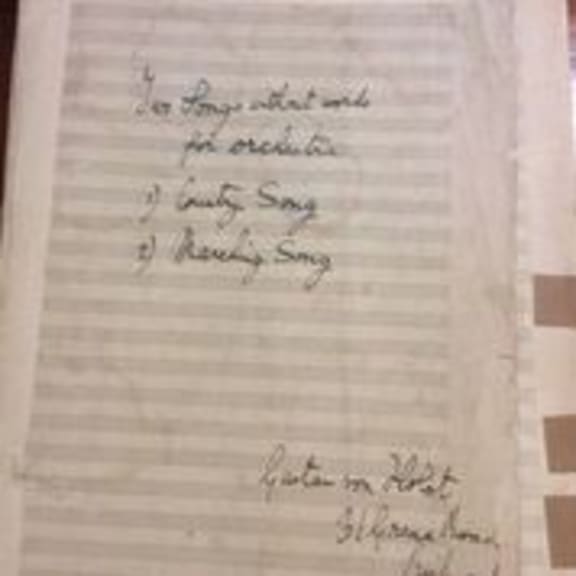 Two Songs without words
for orchestra
1) Country Song
2) Marching Song
Gustav von Holst